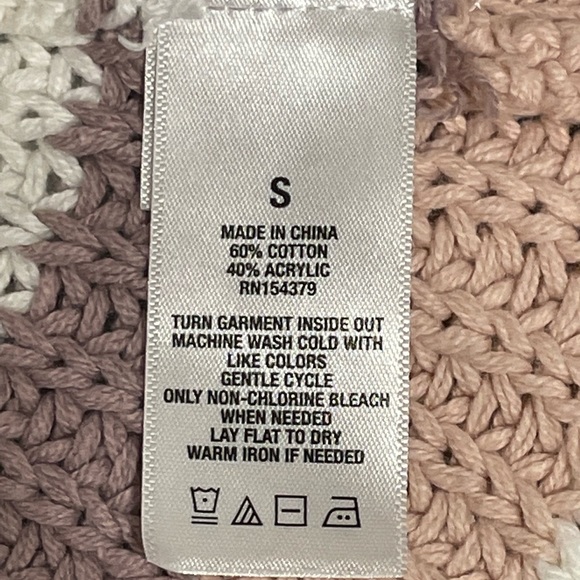 S
MADE IN CHINA
60% COTTON
40% ACRYLIC
RN154379
TURN GARMENT INSIDE OUT
MACHINE WASH COLD WITH
LIKE COLORS
GENTLE CYCLE
ONLY NON-CHLORINE BLEACH
WHEN NEEDED
LAY FLAT TO DRY
WARM IRON IF NEEDED